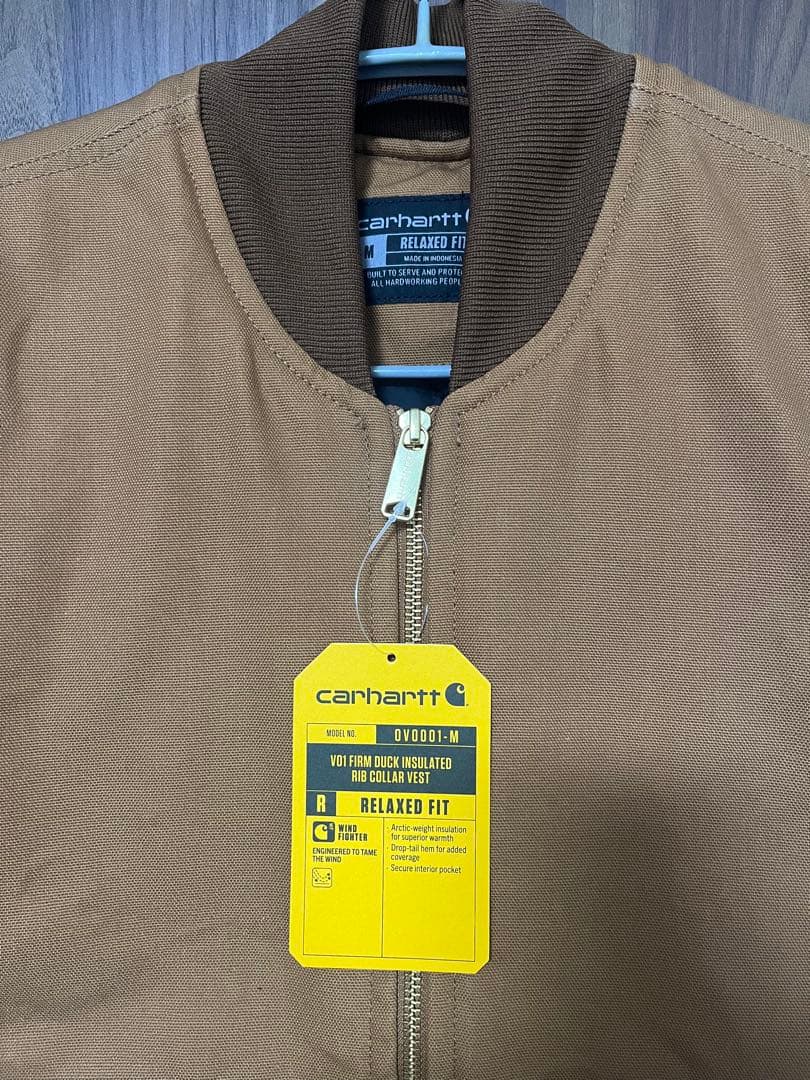 carhartt
M
RELAXED FIT
MADE IN INDONESIA
BUILT TO SERVE AND PROTEC
ALL HARDWORKING PEOPL
carhartt
MODEL NO.
OV0001-M
V01 FIRM DUCK INSULATED
RIB COLLAR VEST
R
RELAXED FIT
WIND
FIGHTER
ENGINEERED TO TAME
THE WIND
· Arctic-weight insulation
for superior warmth
· Drop-tail hem for added
coverage
· Secure interior pocket